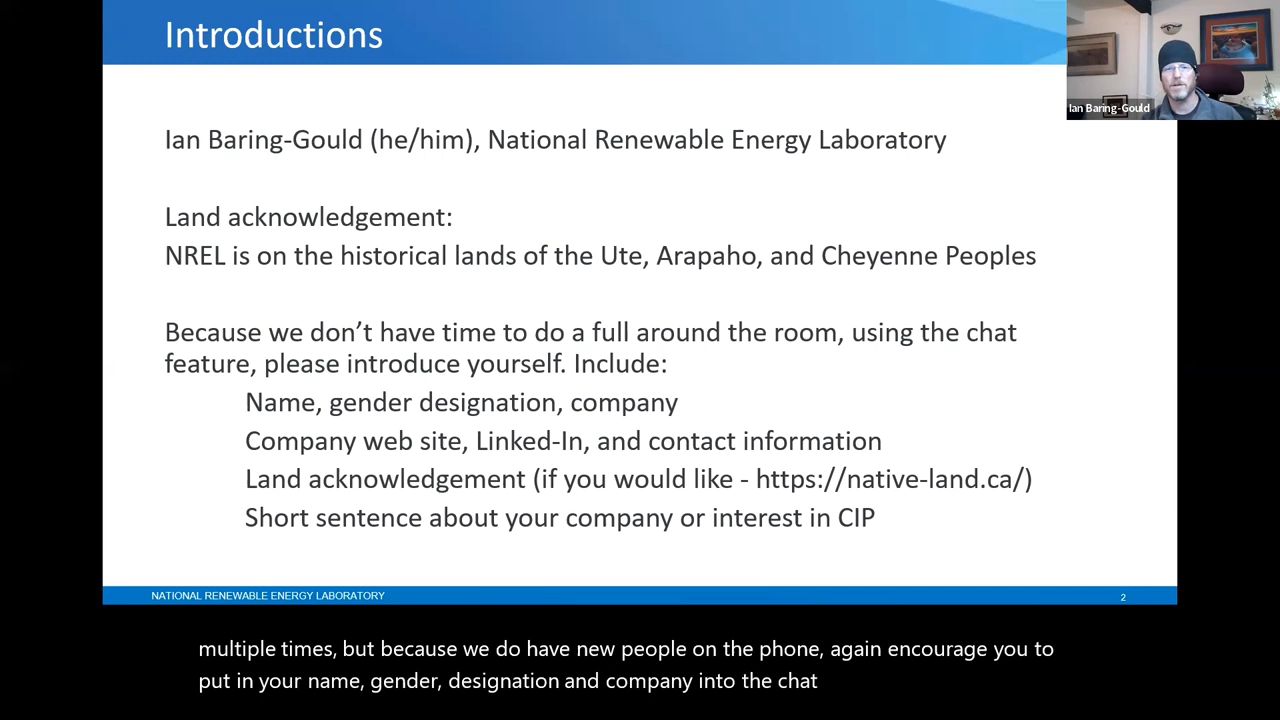 Introductions
Ian Baring-Gould
Ian Baring-Gould (he/him), National Renewable Energy Laboratory
Land acknowledgement:
NREL is on the historical lands of the Ute, Arapaho, and Cheyenne Peoples
Because we don’t have time to do a full around the room, using the chat
feature, please introduce yourself. Include:
Name, gender designation, company
Company web site, Linked-In, and contact information
Land acknowledgement (if you would like - https://native-land.ca/)
Short sentence about your company or interest in CIP
NATIONAL RENEWABLE ENERGY LABORATORY
2
multiple times, but because we do have new people on the phone, again encourage you to
put in your name, gender, designation and company into the chat